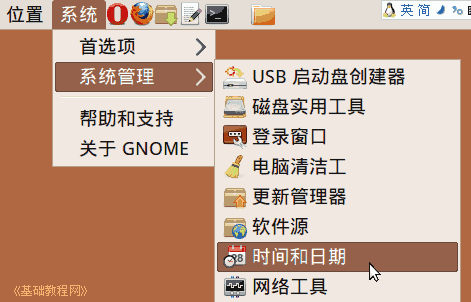 位置 系统 英 简
首选项
系统管理
帮助和支持
关于 GNOME
USB 启动盘创建器
磁盘实用工具
登录窗口
电脑清洁工
更新管理器
软件源
时间和日期
网络工具
《基础教程网》